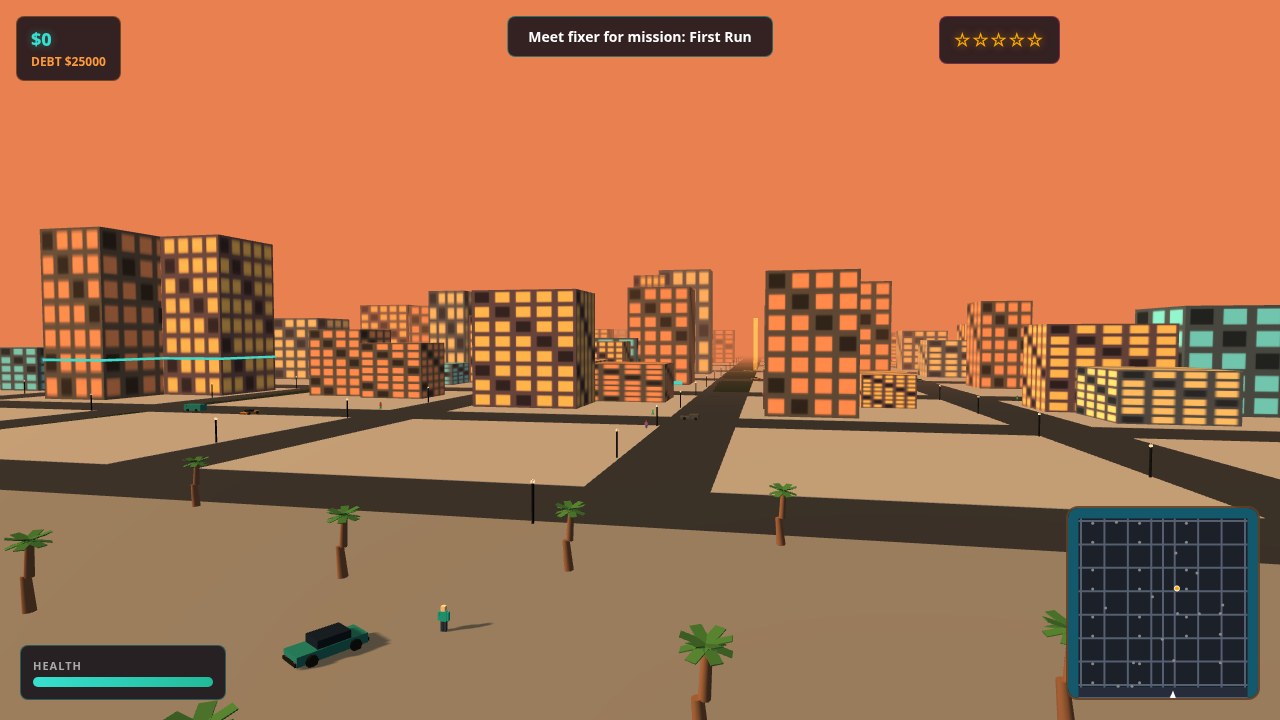 $0
DEBT $25000
Meet fixer for mission: First Run
☆☆☆☆☆
HEALTH